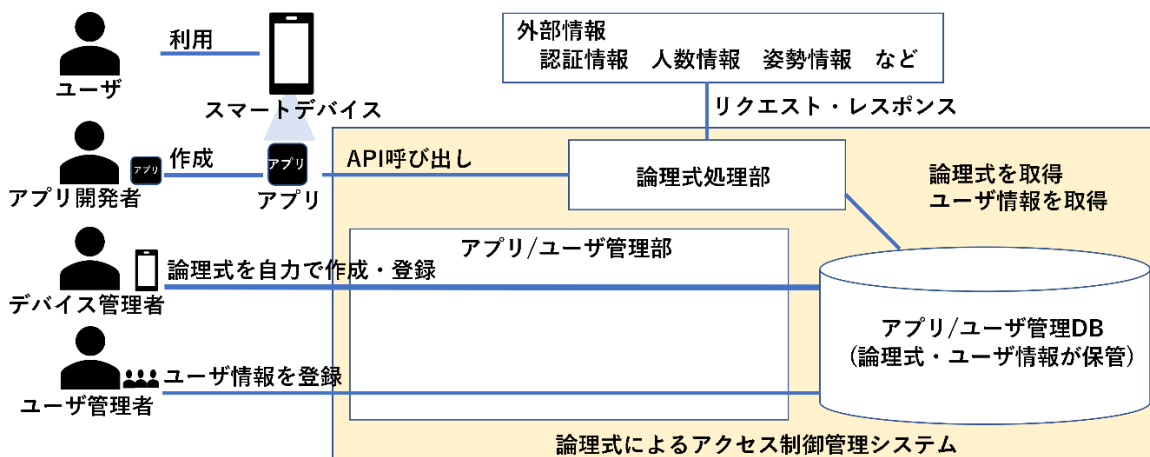 利用
ユーザ
スマートデバイス
外部情報
認証情報 人数情報 姿勢情報 など
リクエスト・レスポンス
アプリ
作成
アプリ
API呼び出し
アプリ開発者
アプリ
論理式処理部
論理式を取得
ユーザ情報を取得
アプリ/ユーザ管理部
論理式を自力で作成・登録
デバイス管理者
アプリ/ユーザ管理DB
(論理式・ユーザ情報が保管)
ユーザ情報を登録
ユーザ管理者
論理式によるアクセス制御管理システム